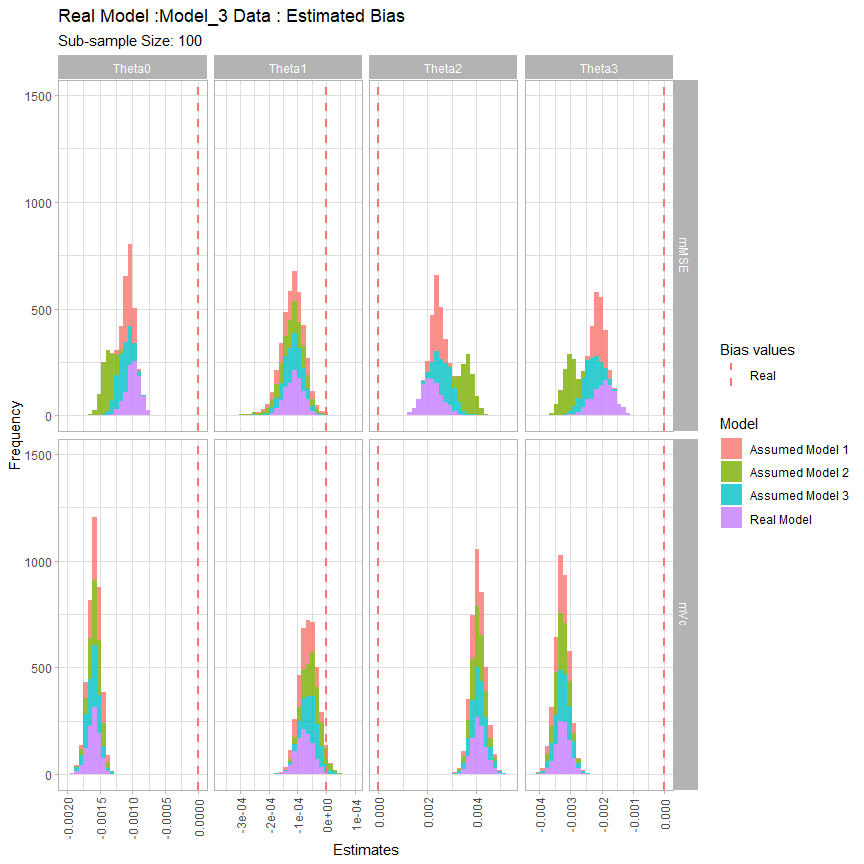 Real Model :Model_3 Data : Estimated Bias
Sub-sample Size: 100
Theta0 Theta1 Theta2 Theta3
1500
1000
500
0
mMSE
1500
1000
500
0
mVc
Frequency
-0.0020 -0.0015 -0.0010 -0.0005 0.0000
-3e-04 -2e-04 -1e-04 0e+00 1e-04
0.000 0.002 0.004
-0.004 -0.003 -0.002 -0.001 0.000
Estimates
Bias values
Real
Model
Assumed Model 1
Assumed Model 2
Assumed Model 3
Real Model